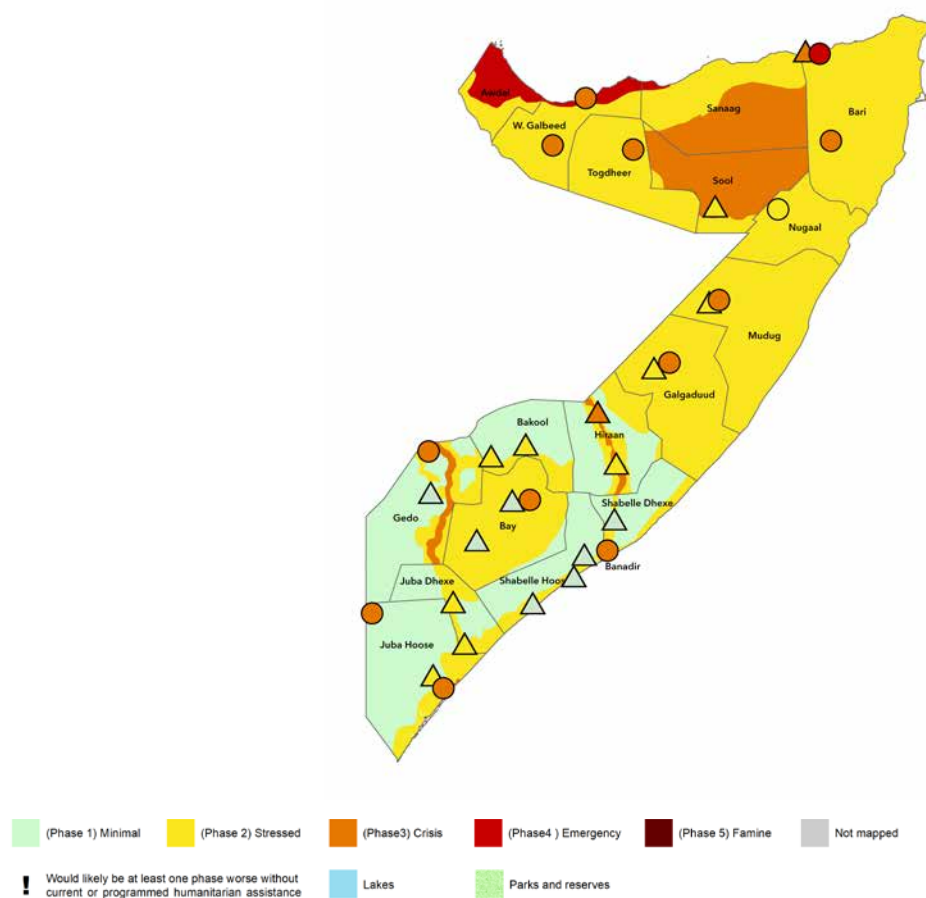 Awdal
Sanaag
Bari
W. Galbeed
Togdheer
Sool
Nugaal
Mudug
Galgaduud
Bakool
Hiraan
Shabelle Dhexe
Gedo
Bay
Banadir
Juba Dhexe
Shabelle Hoos
Juba Hoose
(Phase 1) Minimal
(Phase 2) Stressed
(Phase3) Crisis
(Phase4 ) Emergency
(Phase 5) Famine
Not mapped
! Would likely be at least one phase worse without
current or programmed humanitarian assistance
Lakes
Parks and reserves